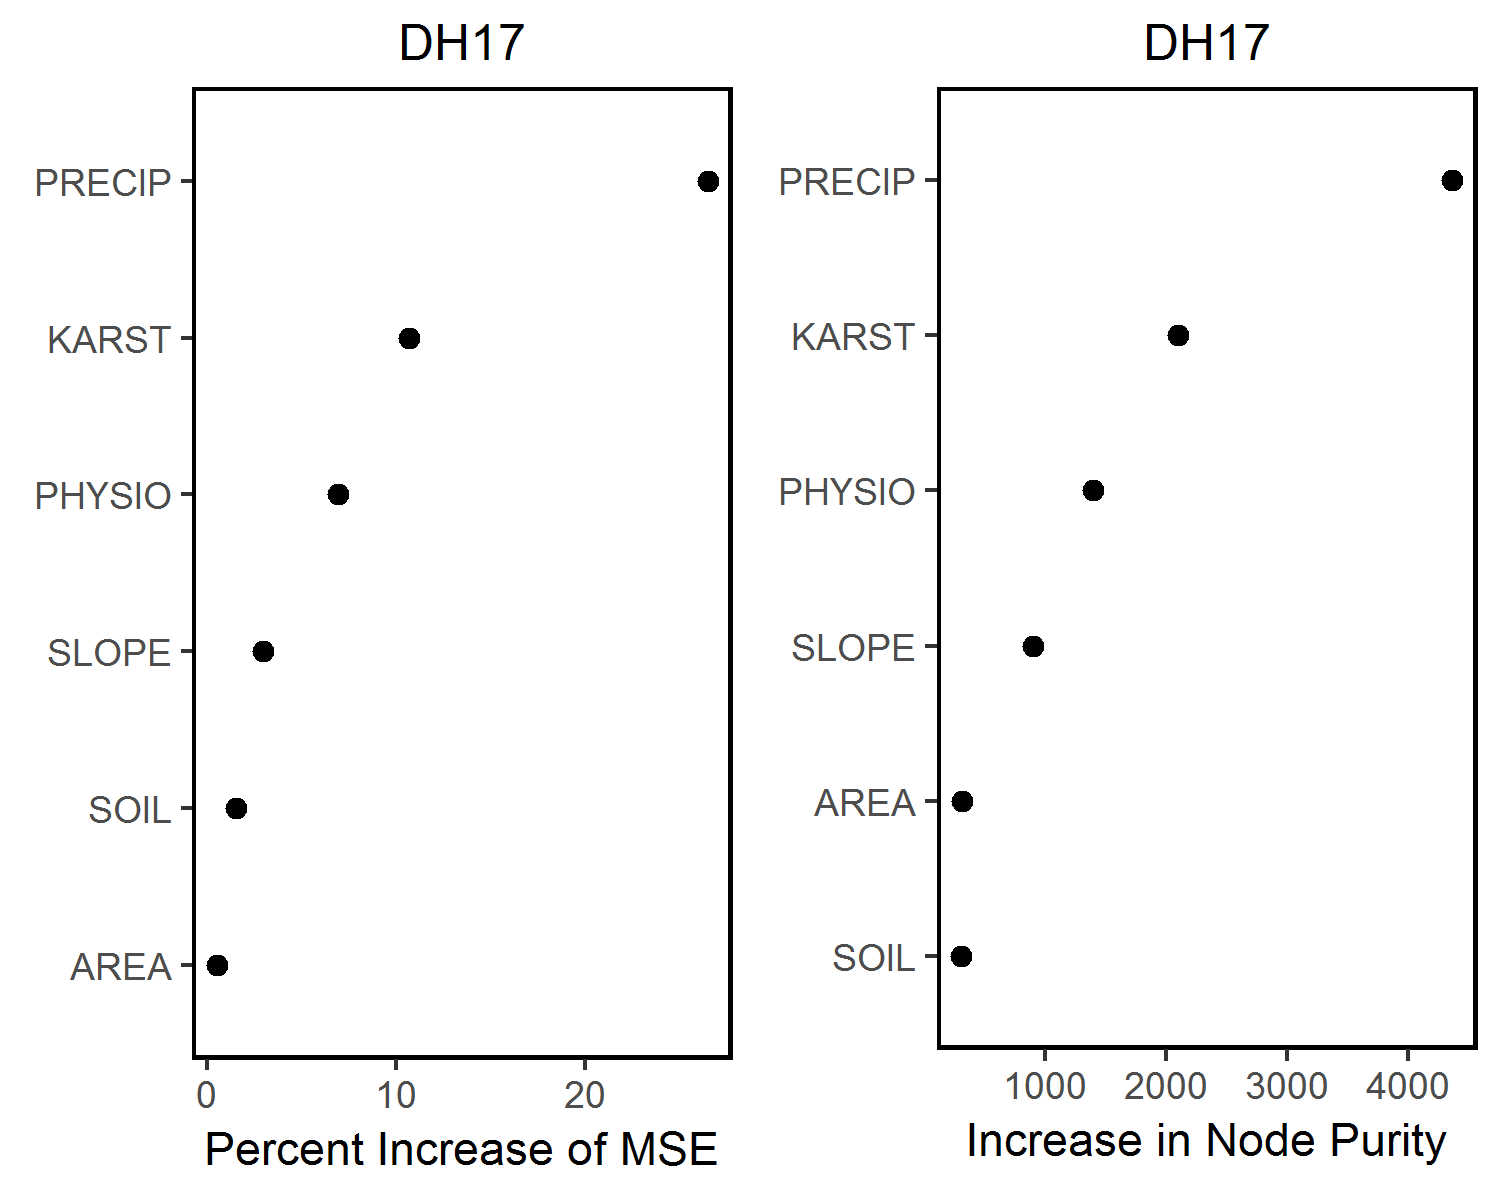 DH17
PRECIP
KARST
PHYSIO
SLOPE
SOIL
AREA
0 10 20
Percent Increase of MSE
DH17
PRECIP
KARST
PHYSIO
SLOPE
AREA
SOIL
1000 2000 3000 4000
Increase in Node Purity